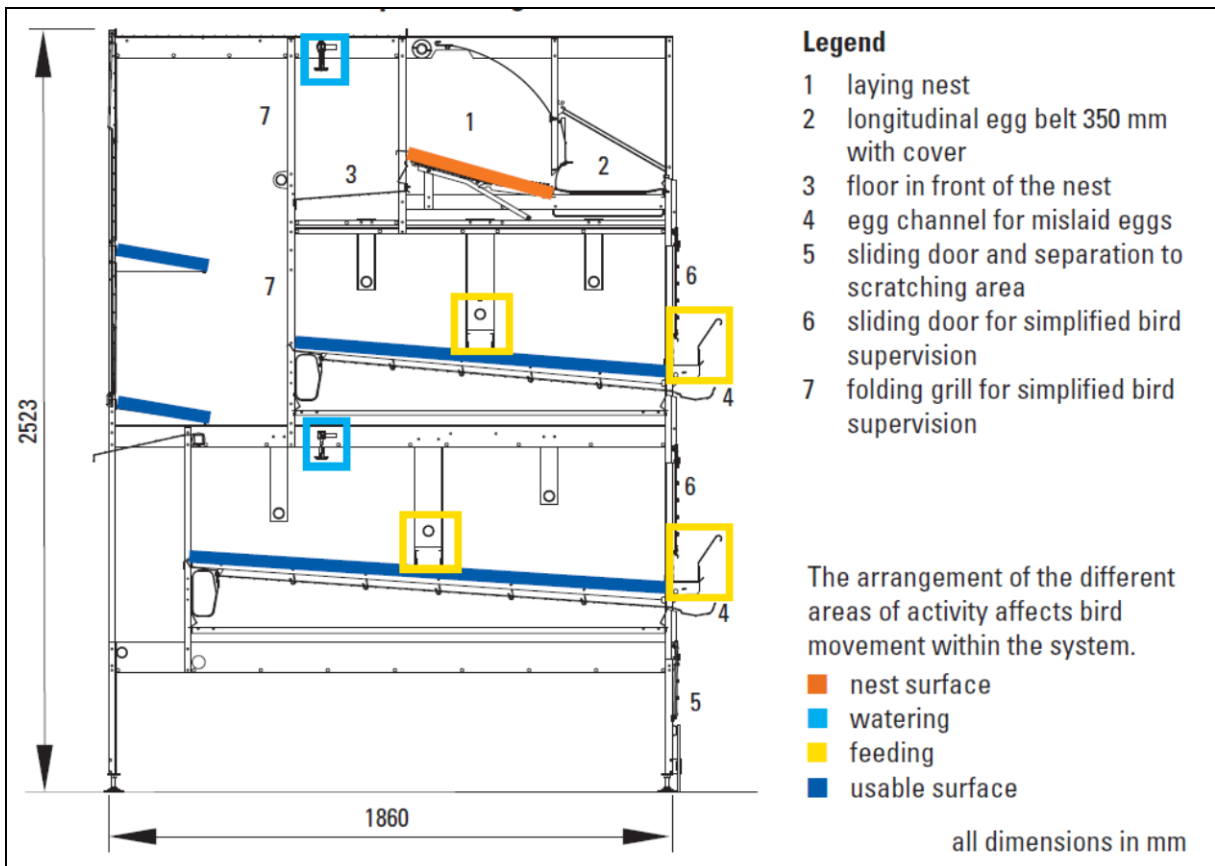 Legend
1 laying nest
2 longitudinal egg belt 350 mm
with cover
3 floor in front of the nest
4 egg channel for mislaid eggs
5 sliding door and separation to
scratching area
6 sliding door for simplified bird
supervision
7 folding grill for simplified bird
supervision
7
1
2
3
7
6
4
2523
6
4
5
1860
The arrangement of the different
areas of activity affects bird
movement within the system.
nest surface
watering
feeding
usable surface
all dimensions in mm